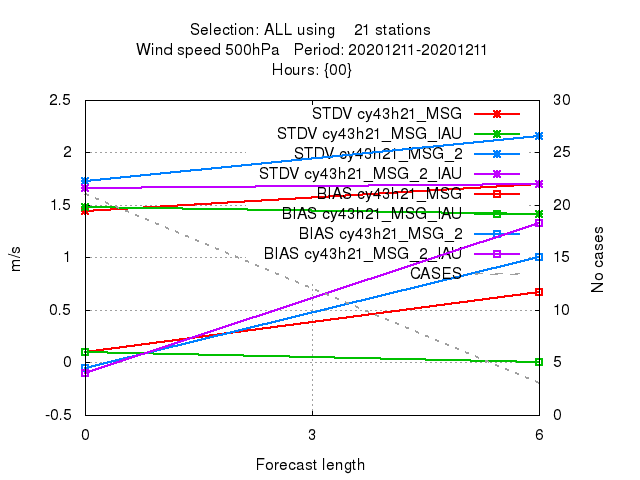 Selection: ALL using 21 stations
Wind speed 500hPa Period: 20201211-20201211
Hours: {00}
2.5
2
1.5
1
0.5
0
-0.5
30
25
20
15
10
5
0
STDV cy43h21_MSG
STDV cy43h21_MSG_IAU
STDV cy43h21_MSG_2
STDV cy43h21_MSG_2_IAU
BIAS cy43h21_MSG
BIAS cy43h21_MSG_IAU
BIAS cy43h21_MSG_2
BIAS cy43h21_MSG_2_IAU
CASES
m/s
No cases
0 3 6
Forecast length